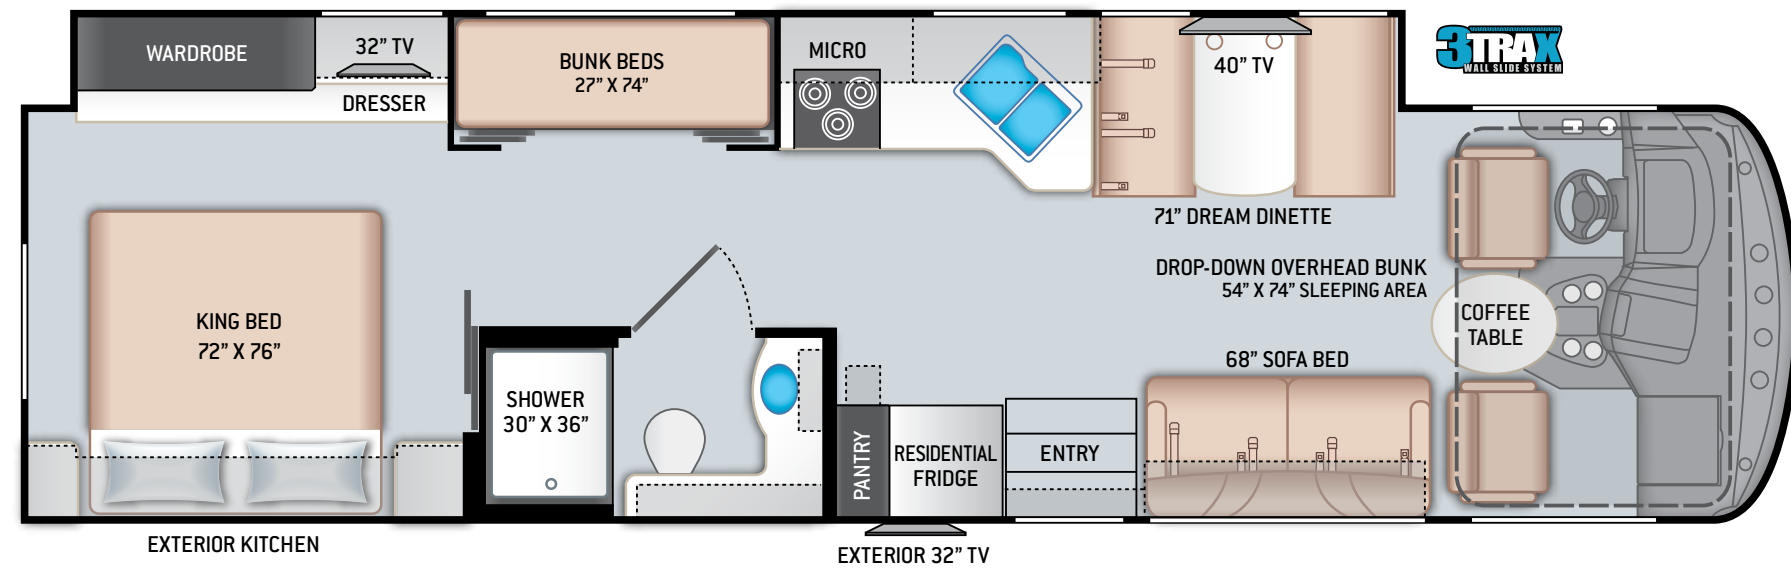 WARDROBE
32” TV
DRESSER
BUNK BEDS
27” X 74”
MICRO
40” TV
3TRAX
WALL SLIDE SYSTEM
71” DREAM DINETTE
DROP-DOWN OVERHEAD BUNK
54” X 74” SLEEPING AREA
COFFEE
TABLE
KING BED
72” X 76”
SHOWER
30” X 36”
68” SOFA BED
PANTRY
RESIDENTIAL
FRIDGE
ENTRY
EXTERIOR KITCHEN
EXTERIOR 32” TV